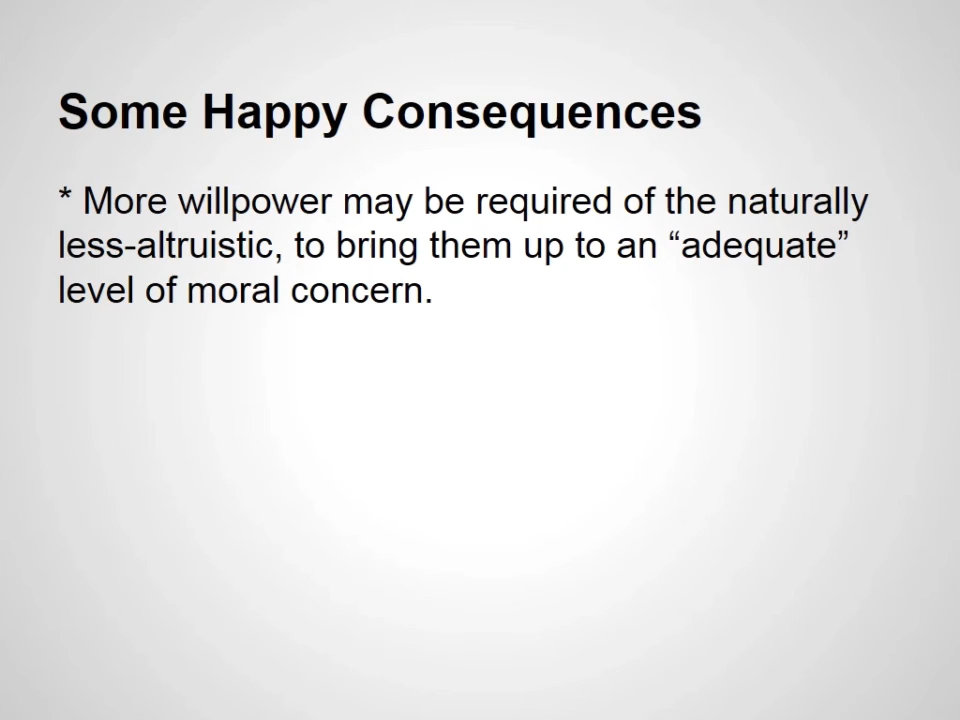 Some Happy Consequences
* More willpower may be required of the naturally
less-altruistic, to bring them up to an “adequate”
level of moral concern.